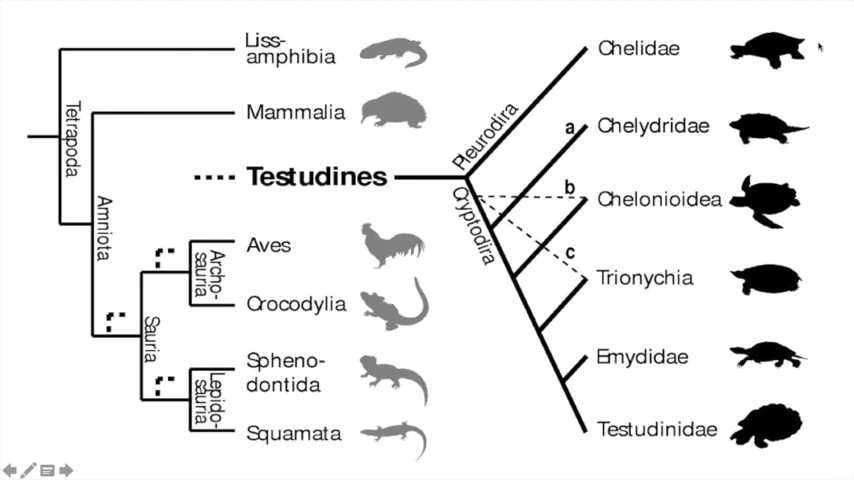 Liss-
amphibia
Mammalia
Testudines
Aves
Crocodylia
Spheno-
dontida
Squamata
Tetrapoda
Amniota
Sauria
Archo-
sauria
Lepido-
sauria
Pleurodira
Cryptodira
a
b
c
Chelidae
Chelydridae
Chelonioidea
Trionychia
Emydidae
Testudinidae